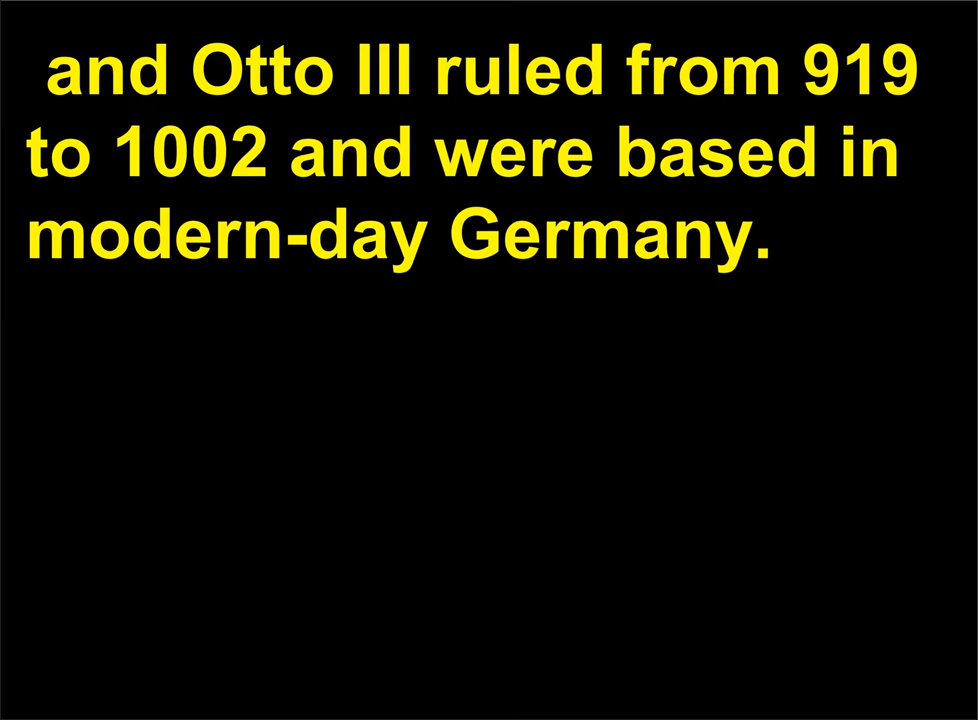 and Otto III ruled from 919
to 1002 and were based in
modern-day Germany.